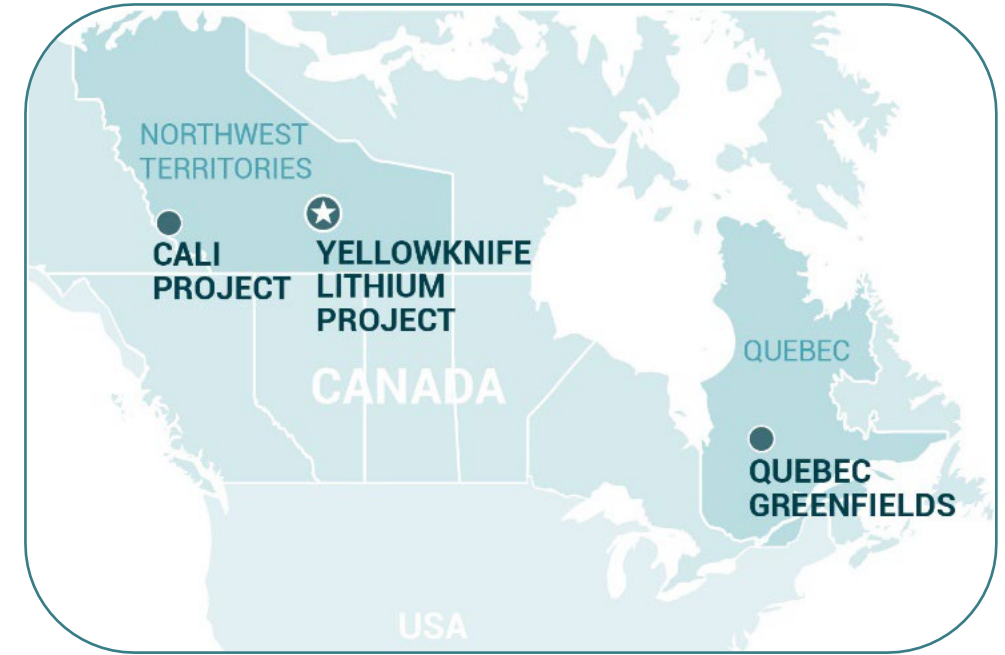 NORTHWEST
TERRITORIES
CALI
PROJECT
YELLOWKNIFE
LITHIUM
PROJECT
CANADA
QUEBEC
QUEBEC
GREENFIELDS
USA